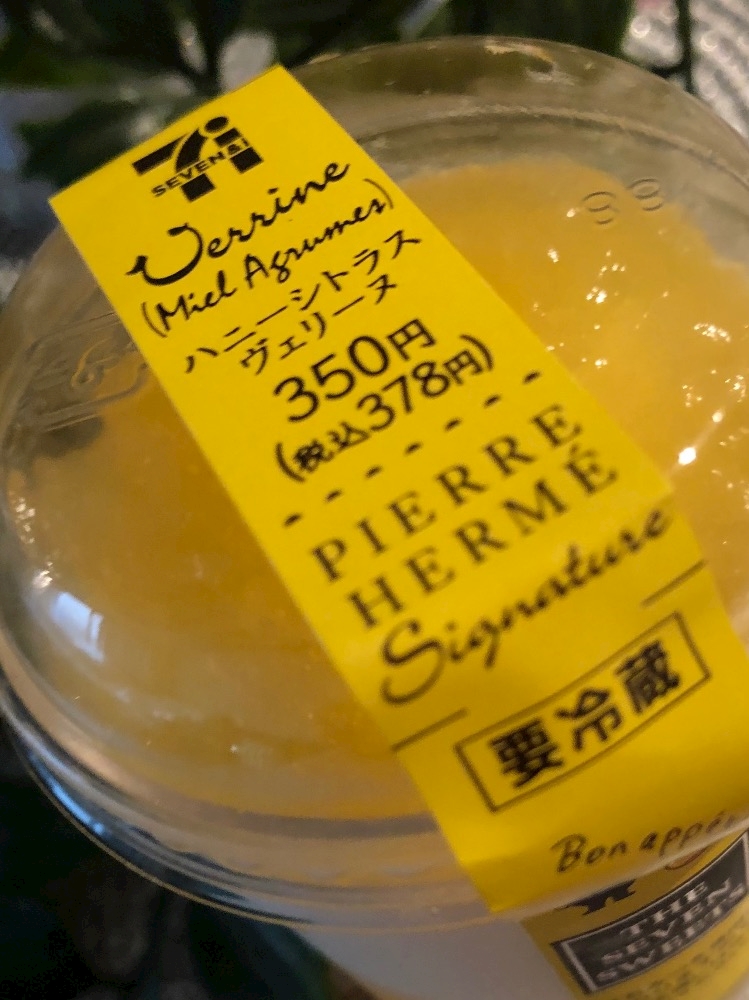 SEVEN&i
Verrine
(Miel Agrumes)
ハニーシトラス
ヴェリーヌ
350円
(税込378円)
PIERRE
HERMÉ
Signature
要冷蔵
Bon
THE
SEVEN
SWEETS